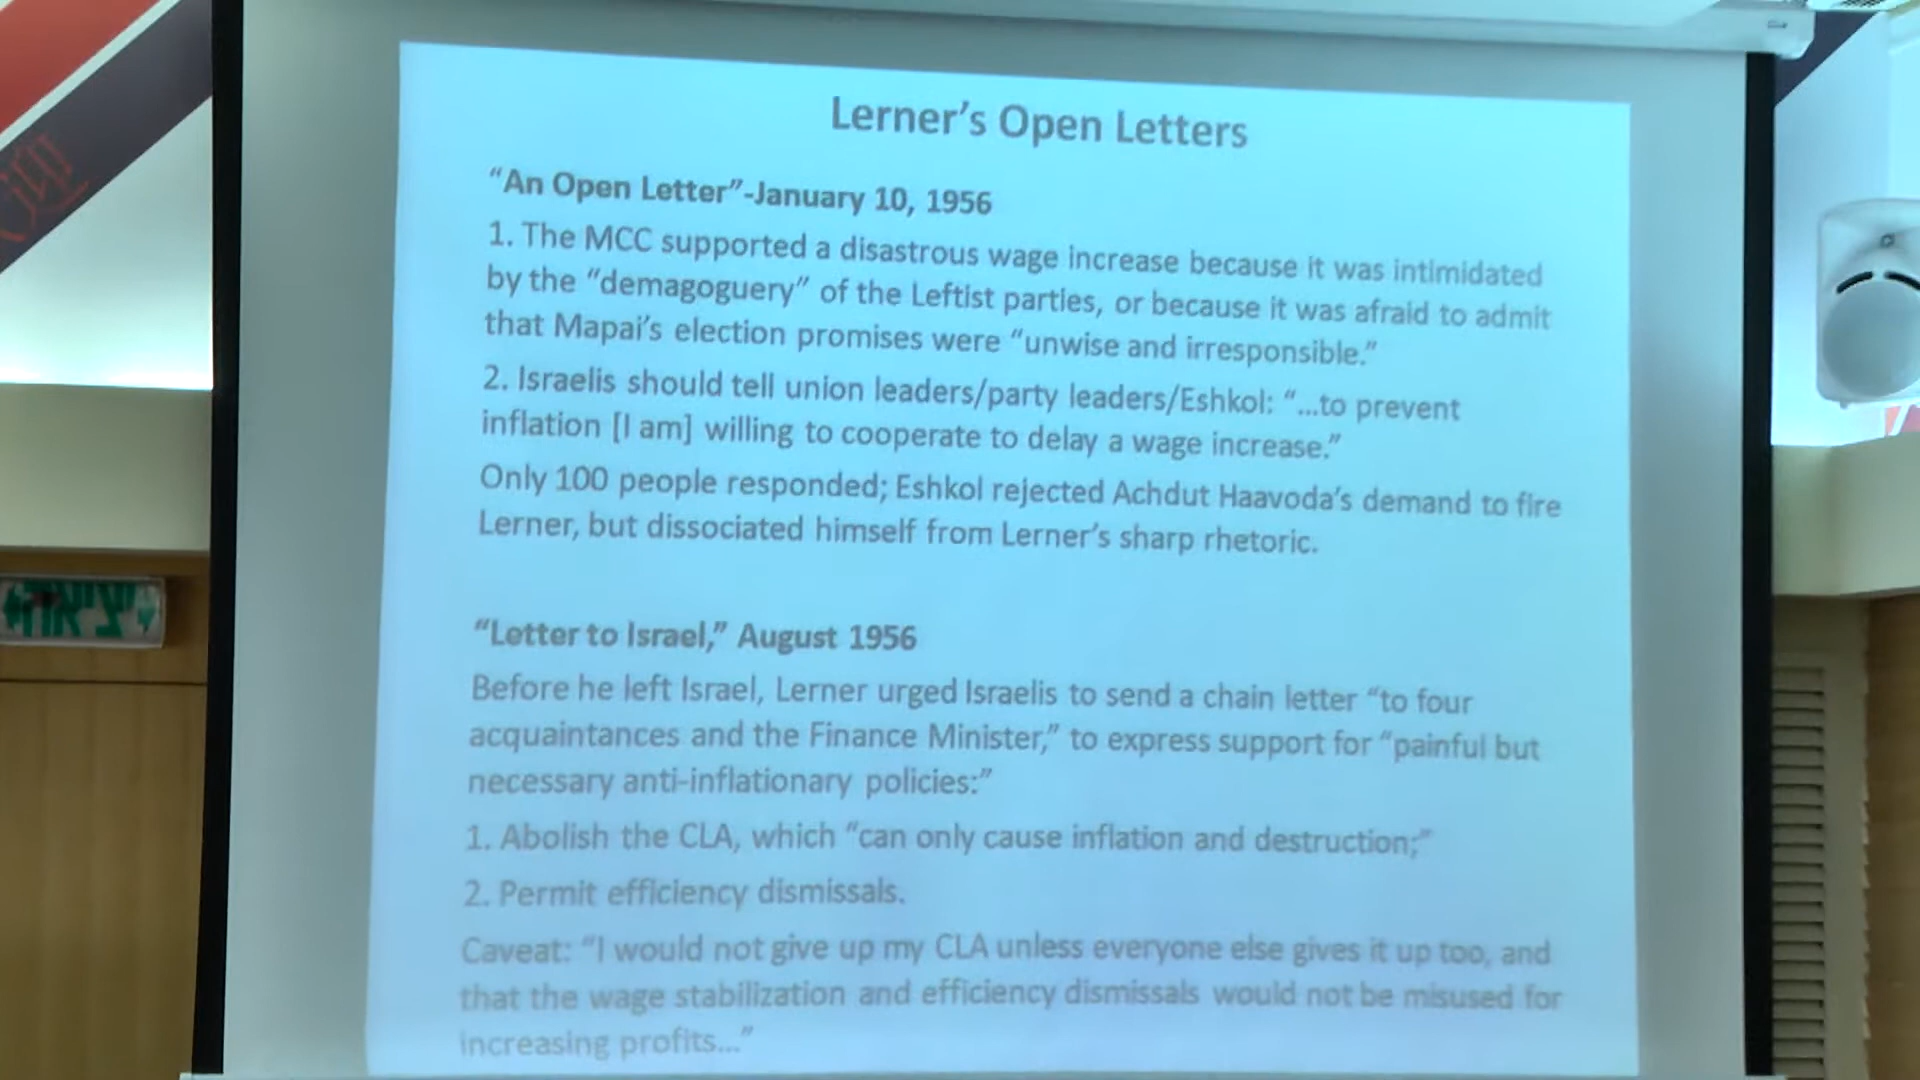 Lerner's Open Letters
"An Open Letter"-January 10, 1956
1. The MCC supported a disastrous wage increase because it was intimidated
by the "demagoguery" of the Leftist parties, or because it was afraid to admit
that Mapai's election promises were "unwise and irresponsible."
2. Israelis should tell union leaders/party leaders/Eshkol: "...to prevent
inflation [I am] willing to cooperate to delay a wage increase."
Only 100 people responded; Eshkol rejected Achdut Haavoda's demand to fire
Lerner, but dissociated himself from Lerner's sharp rhetoric.
"Letter to Israel," August 1956
Before he left Israel, Lerner urged Israelis to send a chain letter "to four
acquaintances and the Finance Minister," to express support for "painful but
necessary anti-inflationary policies:"
1. Abolish the CLA, which "can only cause inflation and destruction;"
2. Permit efficiency dismissals.
Caveat: "I would not give up my CLA unless everyone else gives it up too, and
that the wage stabilization and efficiency dismissals would not be misused for
increasing profits..."
迎
יציאה